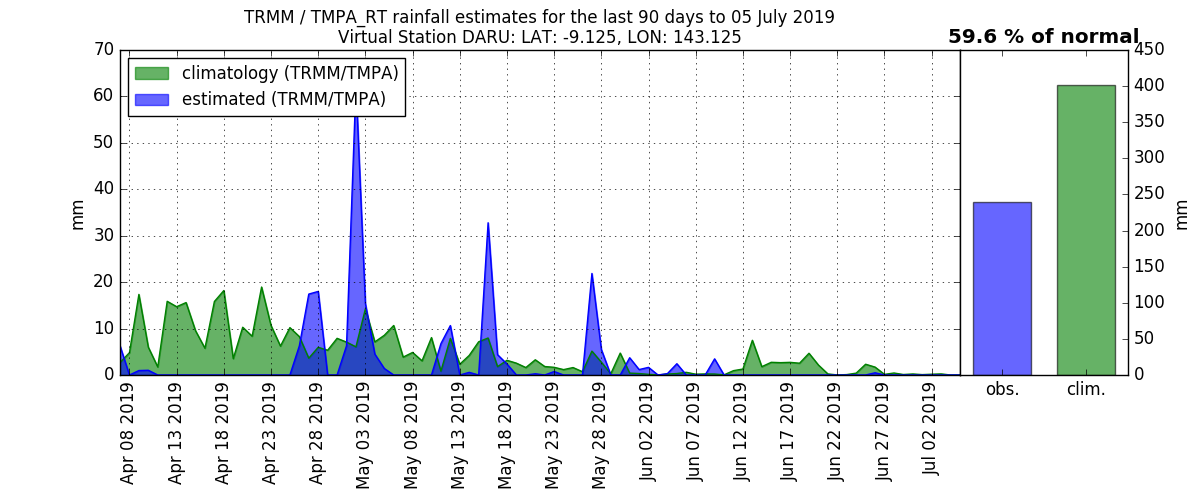 TRMM / TMPA_RT rainfall estimates for the last 90 days to 05 July 2019
Virtual Station DARU: LAT: -9.125, LON: 143.125
59.6 % of normal
climatology (TRMM/TMPA)
estimated (TRMM/TMPA)
70
60
50
40
30
20
10
0
mm
Apr 08 2019
Apr 13 2019
Apr 18 2019
Apr 23 2019
Apr 28 2019
May 03 2019
May 08 2019
May 13 2019
May 18 2019
May 23 2019
May 28 2019
Jun 02 2019
Jun 07 2019
Jun 12 2019
Jun 17 2019
Jun 22 2019
Jun 27 2019
Jul 02 2019
obs.
clim.
450
400
350
300
250
200
150
100
50
0
mm